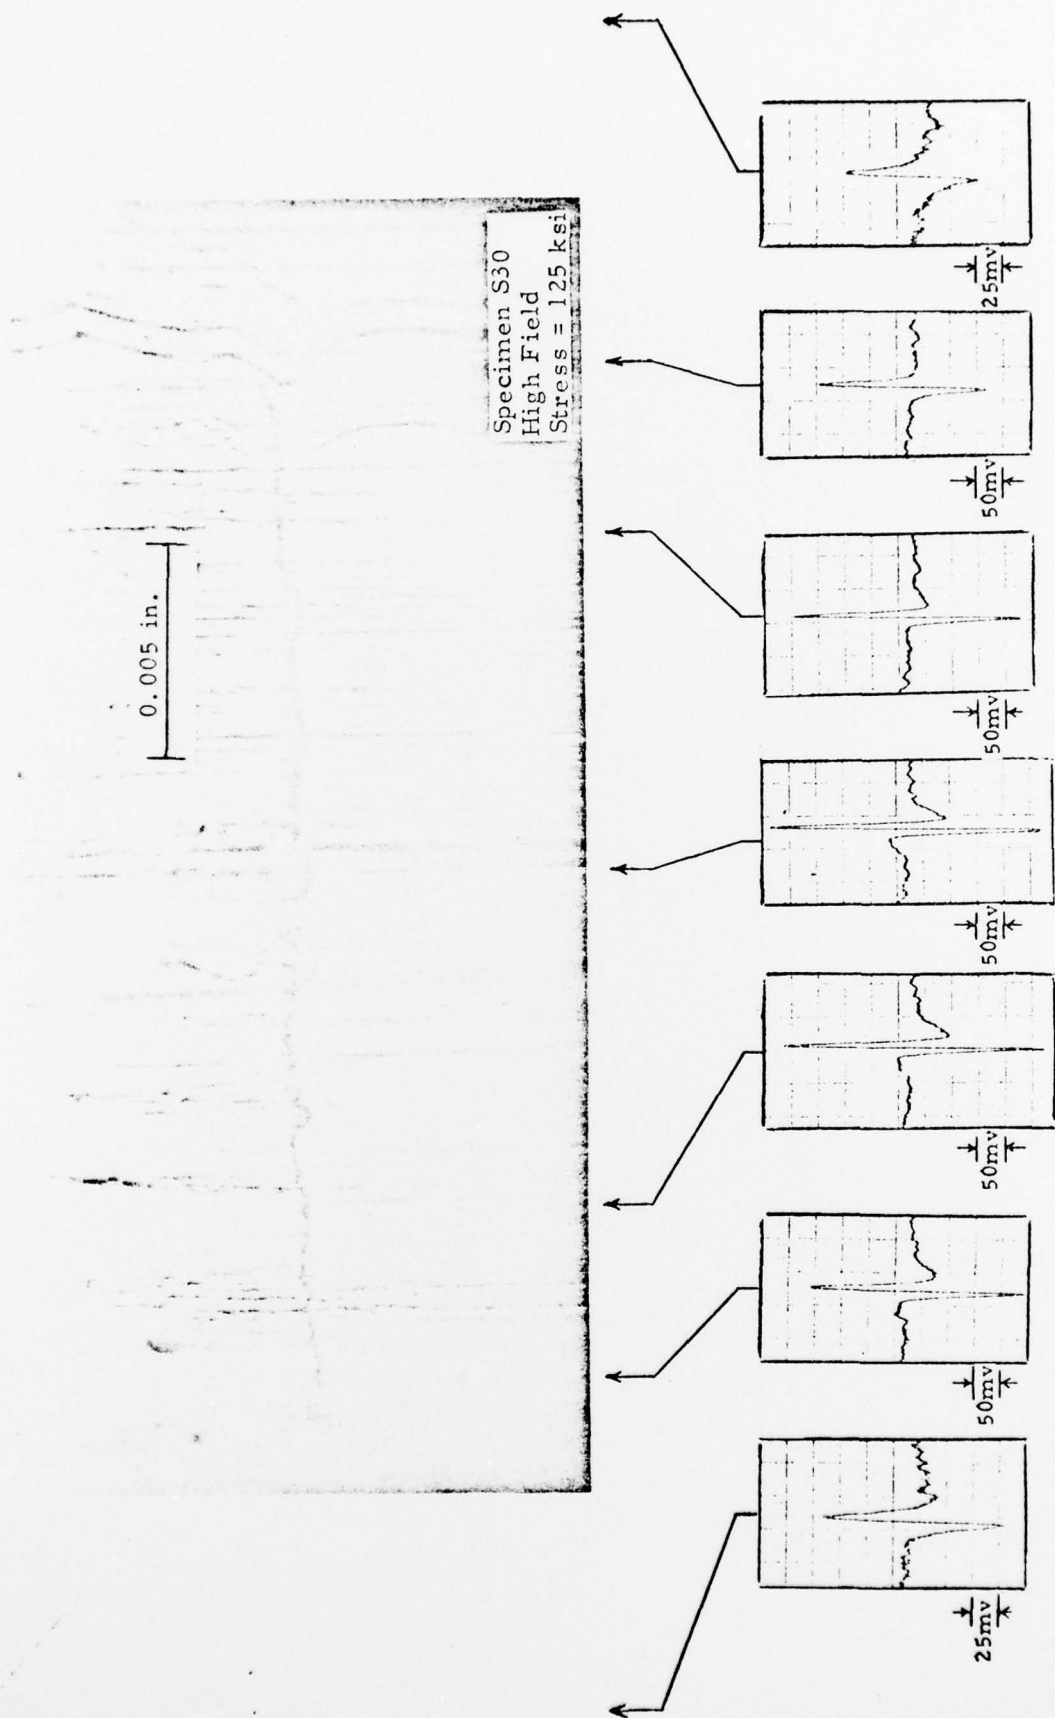 0.005 in.
Specimen S30
High Field
Stress = 125 ksi
25mv
50mv
50mv
50mv
50mv
50mv
25mv